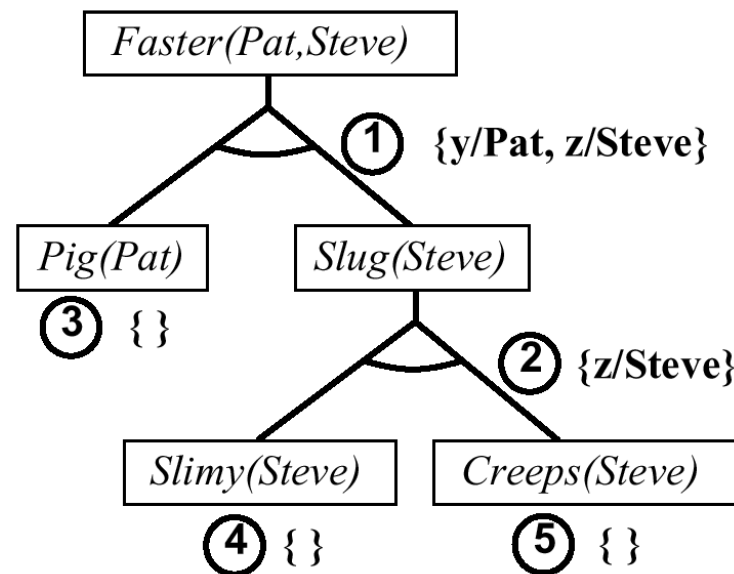 Faster(Pat,Steve)
1 {y/Pat, z/Steve}
Pig(Pat) Slug(Steve)
3 { }
2 {z/Steve}
Slimy(Steve) Creeps(Steve)
4 { } 5 { }